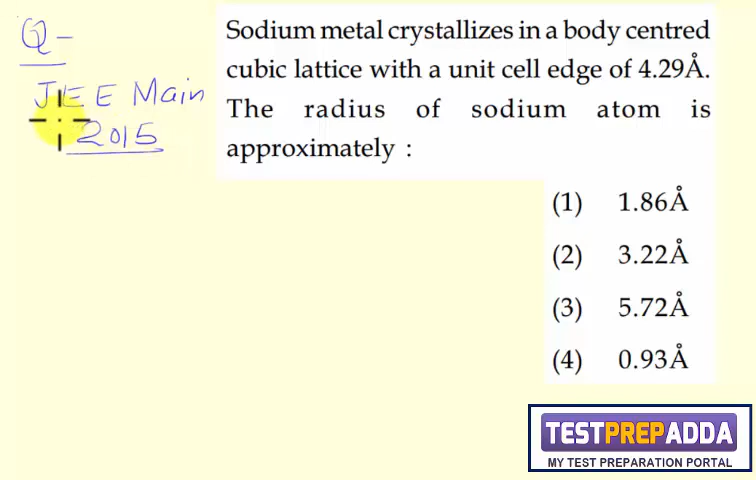 Q-
JEE Main
2015
Sodium metal crystallizes in a body centred
cubic lattice with a unit cell edge of 4.29Å.
The radius of sodium atom is
approximately :
(1) 1.86Å
(2) 3.22Å
(3) 5.72Å
(4) 0.93Å
TESTPREPADDA
MY TEST PREPARATION PORTAL